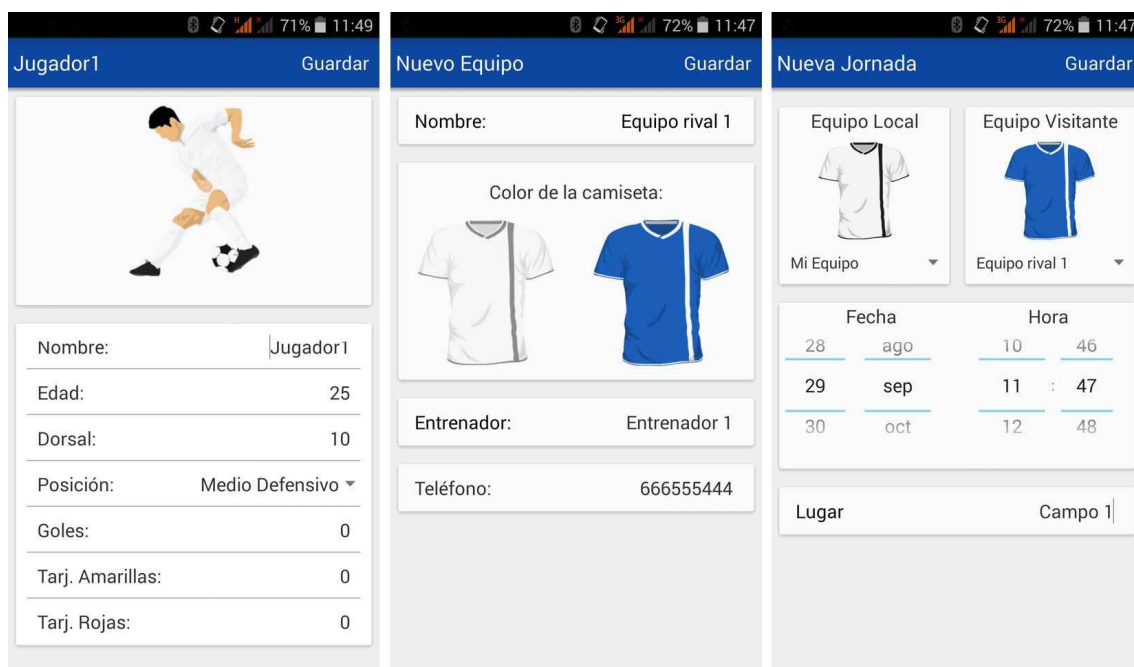 71% 11:49
Jugador1 Guardar
Nombre: Jugador1
Edad: 25
Dorsal: 10
Posición: Medio Defensivo
Goles: 0
Tarj. Amarillas: 0
Tarj. Rojas: 0
3G 72% 11:47
Nuevo Equipo Guardar
Nombre: Equipo rival 1
Color de la camiseta:
Entrenador: Entrenador 1
Teléfono: 666555444
3G 72% 11:47
Nueva Jornada Guardar
Equipo Local Equipo Visitante
Mi Equipo Equipo rival 1
Fecha Hora
28 ago 10 46
29 sep 11 : 47
30 oct 12 48
Lugar Campo 1